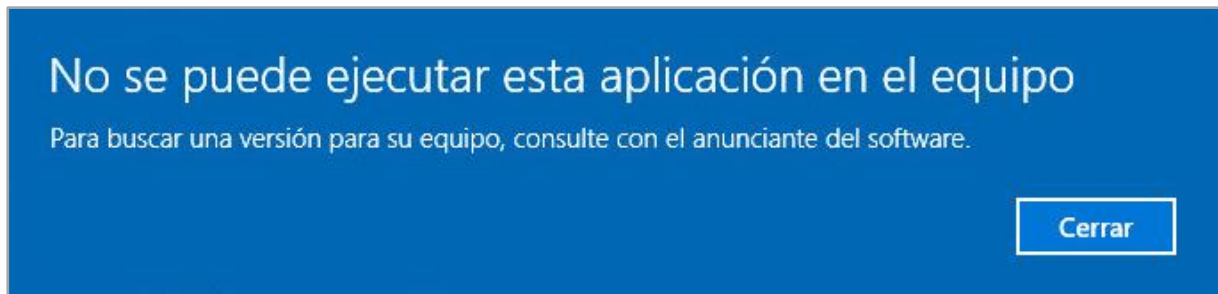 No se puede ejecutar esta aplicación en el equipo
Para buscar una versión para su equipo, consulte con el anunciante del software.
Cerrar